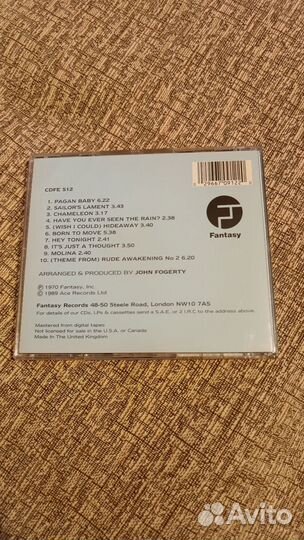 CDFE 512
0 29667 09122 6
1. PAGAN BABY 6.22
2. SAILOR'S LAMENT 3.43
3. CHAMELEON 3.17
4. HAVE YOU EVER SEEN THE RAIN? 2.38
5. (WISH I COULD) HIDEAWAY 3.40
6. BORN TO MOVE 5.38
7. HEY TONIGHT 2.41
8. IT'S JUST A THOUGHT 3.50
9. MOLINA 2.40
10. (THEME FROM) RUDE AWAKENING No 2 6.20
Fantasy
ARRANGED & PRODUCED BY JOHN FOGERTY
℗ 1970 Fantasy, Inc
© 1989 Ace Records Ltd
Fantasy Records 48-50 Steele Road, London NW10 7AS
For details of our CDs, LPs & cassettes send a S.A.E. or 2 I.R.C to the address above.
Mastered from digital tapes
Not licensed for sale in the U.S.A. or Canada
Made In The United Kingdom
Avito